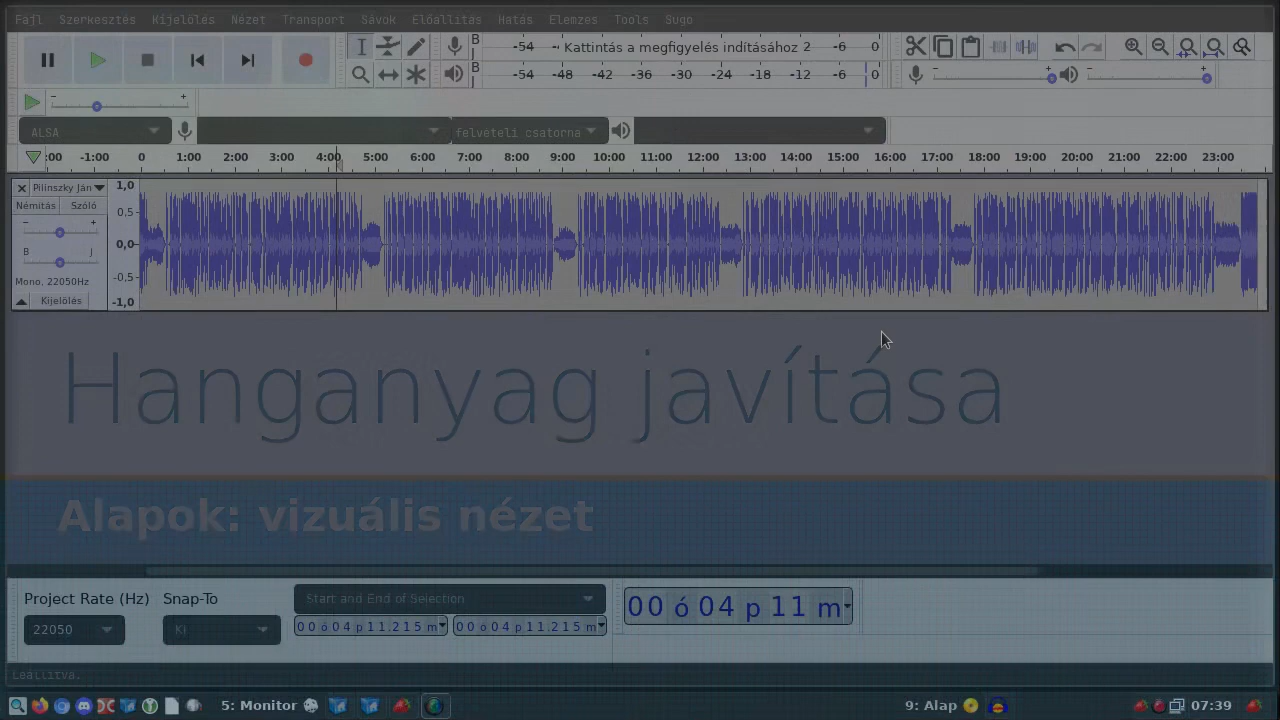 Fájl Szerkesztés Kijelölés Nézet Transport Sávok Előállítás Hatás Elemzés Tools Súgó
B -54 - Kattintás a megfigyelés indításához 2 -6 0
B -54 -48 -42 -36 -30 -24 -18 -12 -6 0
ALSA felvételi csatorna
:00 -1:00 0 1:00 2:00 3:00 4:00 5:00 6:00 7:00 8:00 9:00 10:00 11:00 12:00 13:00 14:00 15:00 16:00 17:00 18:00 19:00 20:00 21:00 22:00 23:00
Pilinszky Ján 1,0
Némítás Szóló 0,5
B J 0,0
Mono, 22050Hz -0,5
Kijelölés -1,0
Hanganyag javítása
Alapok: vizuális nézet
Project Rate (Hz) Snap-To Start and End of Selection
22050 Ki 00 ó 04 p 11.215 m 00 ó 04 p 11.215 m 00 ó 04 p 11 m
Leállítva.
5: Monitor 9: Alap 07:39